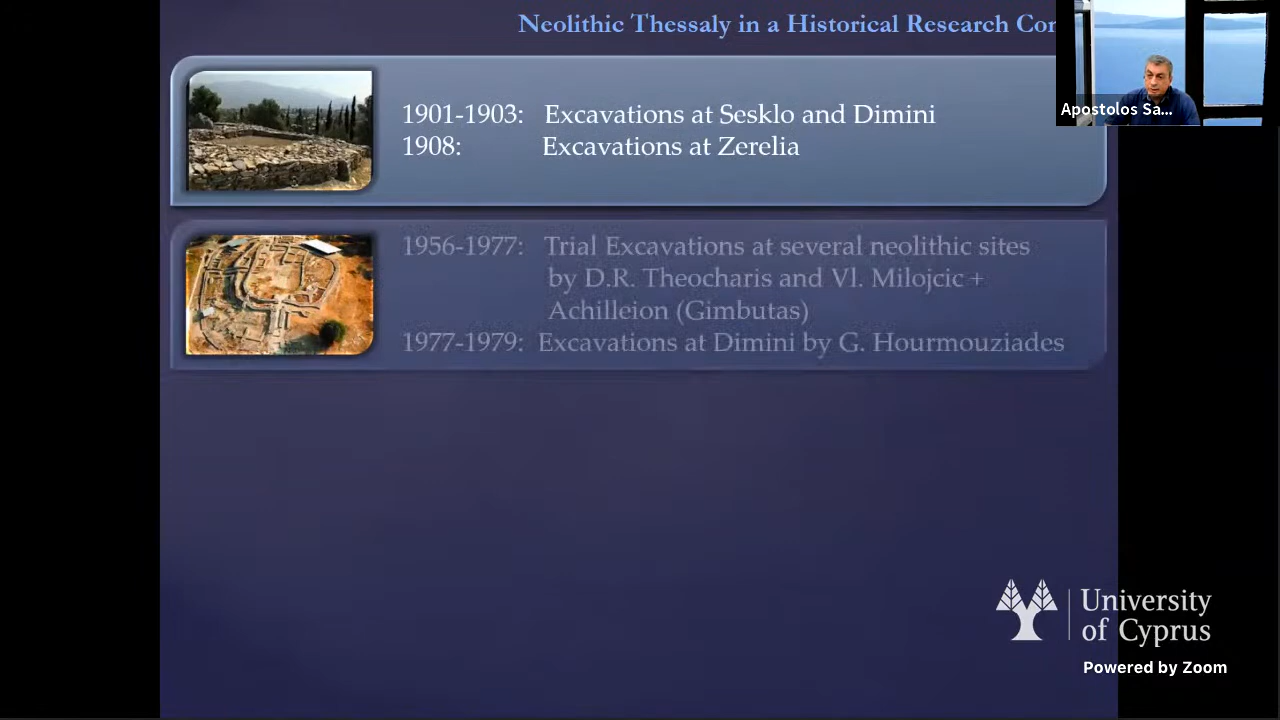 Neolithic Thessaly in a Historical Research Con
Apostolos Sa...
1901-1903: Excavations at Sesklo and Dimini
1908: Excavations at Zerelia
1956-1977: Trial Excavations at several neolithic sites
by D.R. Theocharis and Vl. Milojcic +
Achilleion (Gimbutas)
1977-1979: Excavations at Dimini by G. Hourmouziades
University
of Cyprus
Powered by Zoom